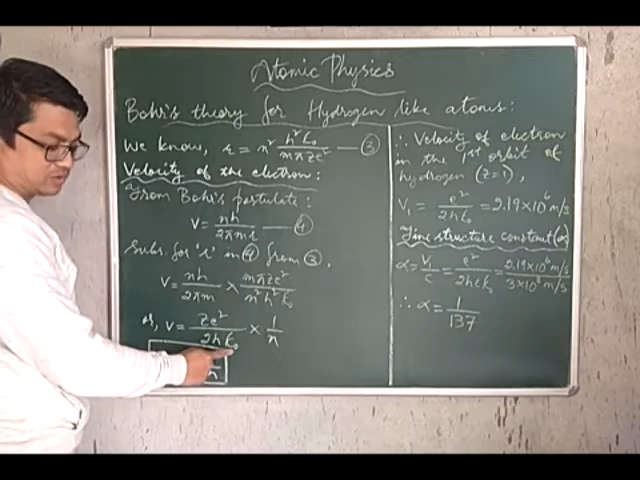 Atomic Physics
Bohr's theory for Hydrogen like atoms:
We know, r = n² h²ε₀/mπze² — ③
Velocity of the electron:
From Bohr's postulate:
v = nh/2πmr — ④
Subs. for 'r' in ④ from ③,
v = nh/2πm × mπze²/n²h²ε₀
or, v = ze²/2hε₀ × 1/n
n
∴ Velocity of electron
in the 1st orbit of
hydrogen (z=1),
V₁ = e²/2hε₀ = 2.19×10⁶ m/s
Fine structure constant(α)
α = V₁/c = e²/2hcε₀ = 2.19×10⁶ m/s/3×10⁸ m/s
∴ α = 1/137